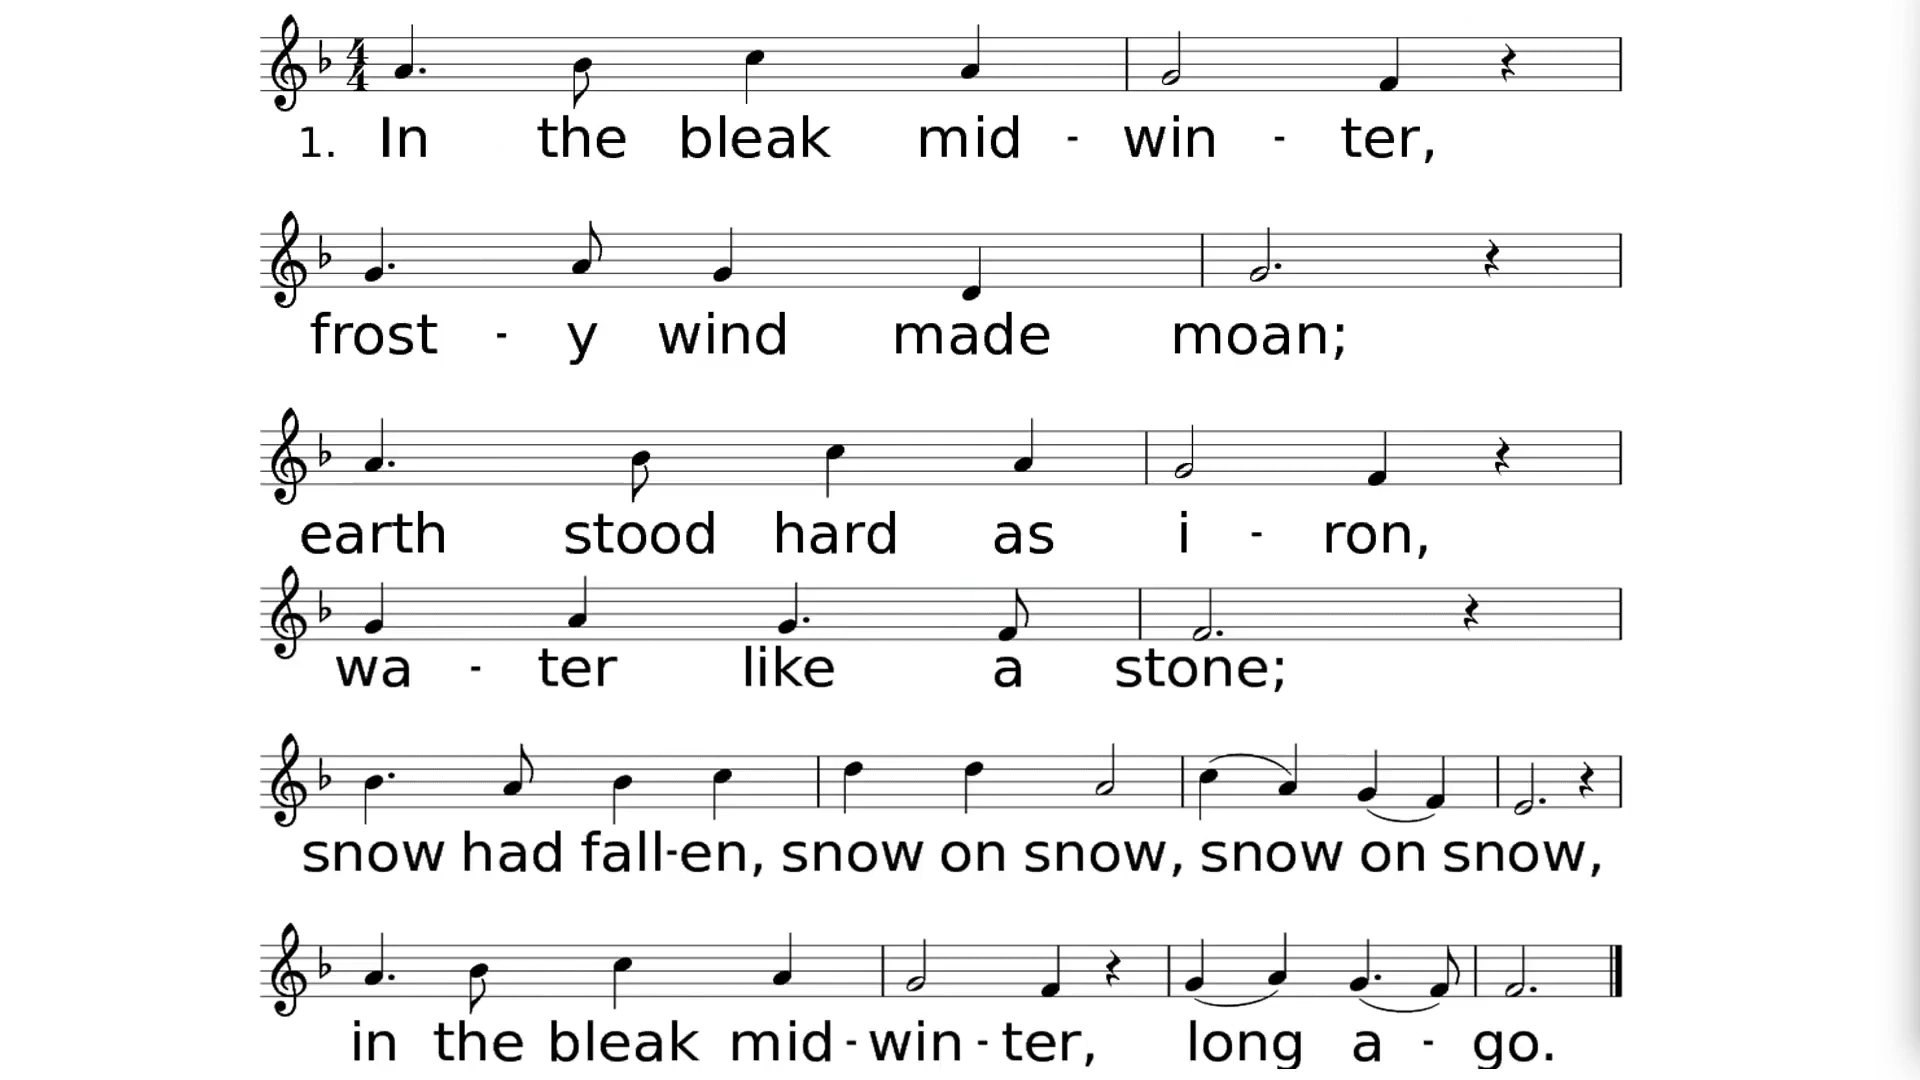 1. In the bleak mid - win - ter,
frost - y wind made moan;
earth stood hard as i - ron,
wa - ter like a stone;
snow had fall-en, snow on snow, snow on snow,
in the bleak mid - win - ter, long a - go.